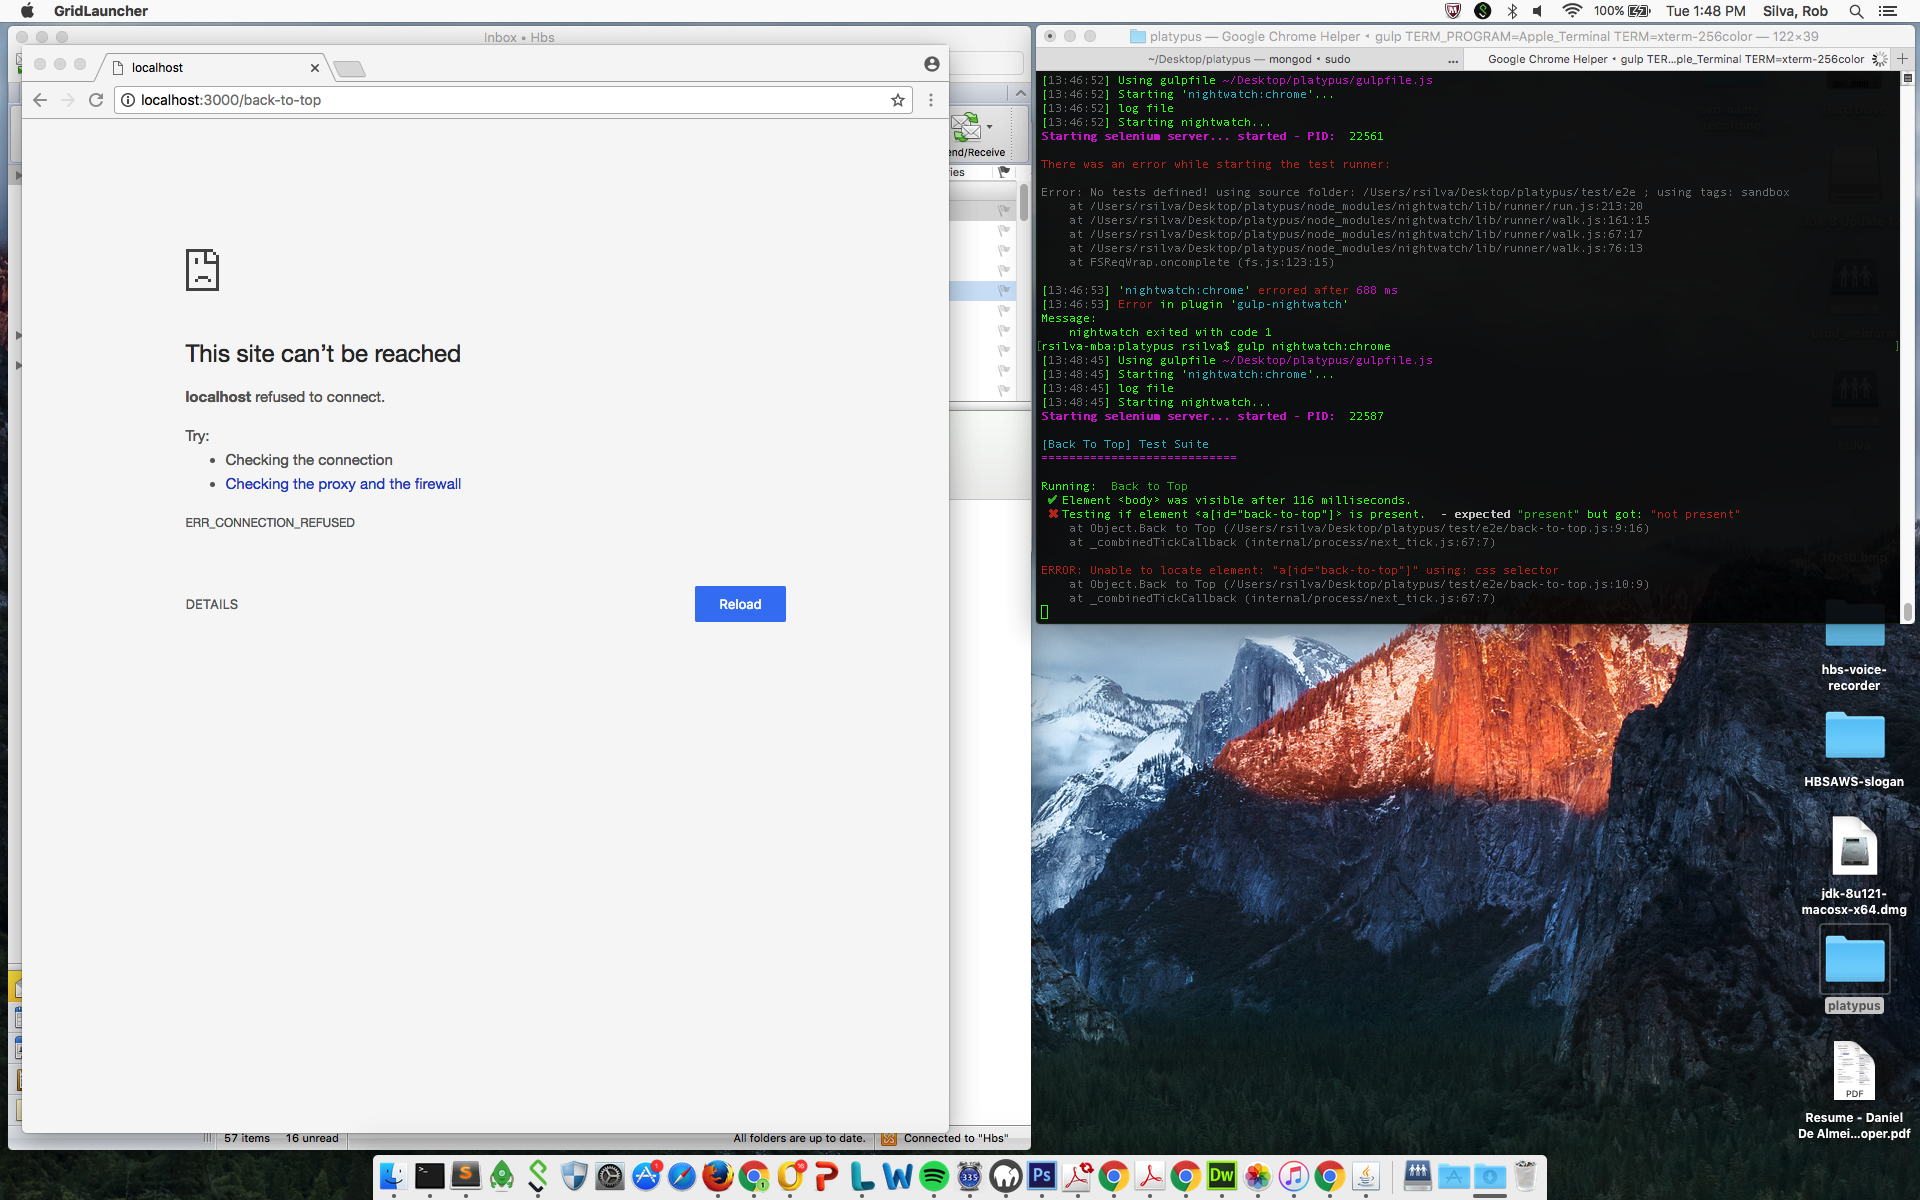 GridLauncher
100%
Tue 1:48 PM
Silva, Rob
Inbox • Hbs
localhost
localhost:3000/back-to-top
nd/Receive
ies
This site can’t be reached
localhost refused to connect.
Try:
• Checking the connection
• Checking the proxy and the firewall
ERR_CONNECTION_REFUSED
DETAILS
Reload
57 items
16 unread
All folders are up to date.
Connected to "Hbs"
platypus — Google Chrome Helper ◂ gulp TERM_PROGRAM=Apple_Terminal TERM=xterm-256color — 122×39
~/Desktop/platypus — mongod ◂ sudo
...
Google Chrome Helper ◂ gulp TER...ple_Terminal TERM=xterm-256color
[13:46:52] Using gulpfile ~/Desktop/platypus/gulpfile.js
[13:46:52] Starting 'nightwatch:chrome'...
[13:46:52] log file
[13:46:52] Starting nightwatch...
Starting selenium server... started - PID:  22561
There was an error while starting the test runner:
Error: No tests defined! using source folder: /Users/rsilva/Desktop/platypus/test/e2e ; using tags: sandbox
at /Users/rsilva/Desktop/platypus/node_modules/nightwatch/lib/runner/run.js:213:20
at /Users/rsilva/Desktop/platypus/node_modules/nightwatch/lib/runner/walk.js:161:15
at /Users/rsilva/Desktop/platypus/node_modules/nightwatch/lib/runner/walk.js:67:17
at /Users/rsilva/Desktop/platypus/node_modules/nightwatch/lib/runner/walk.js:76:13
at FSReqWrap.oncomplete (fs.js:123:15)
[13:46:53] 'nightwatch:chrome' errored after 608 ms
[13:46:53] Error in plugin 'gulp-nightwatch'
Message:
nightwatch exited with code 1
[rsilva-mba:platypus rsilva$ gulp nightwatch:chrome ]
[13:48:45] Using gulpfile ~/Desktop/platypus/gulpfile.js
[13:48:45] Starting 'nightwatch:chrome'...
[13:48:45] log file
[13:48:45] Starting nightwatch...
Starting selenium server... started - PID:  22587
[Back To Top] Test Suite
============================
Running:  Back to Top
✔ Element <body> was visible after 116 milliseconds.
✖ Testing if element <a[id="back-to-top"]> is present.  - expected "present" but got: "not present"
at Object.Back to Top (/Users/rsilva/Desktop/platypus/test/e2e/back-to-top.js:9:16)
at _combinedTickCallback (internal/process/next_tick.js:67:7)
ERROR: Unable to locate element: "a[id="back-to-top"]" using: css selector
at Object.Back to Top (/Users/rsilva/Desktop/platypus/test/e2e/back-to-top.js:10:9)
at _combinedTickCallback (internal/process/next_tick.js:67:7)
hbs-voice-
recorder
HBSAWS-slogan
jdk-8u121-
macosx-x64.dmg
platypus
PDF
Resume - Daniel
De Almei...oper.pdf
335
Ps
Dw